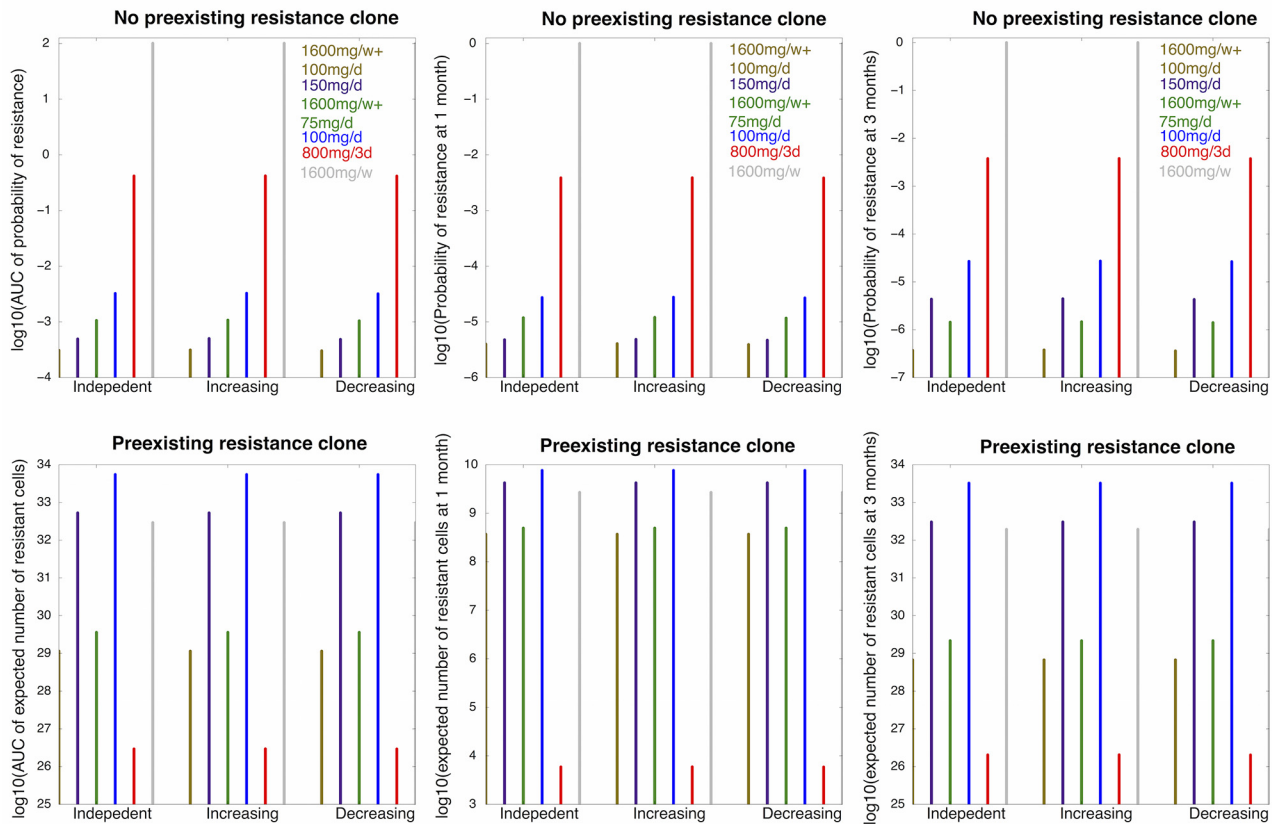 No preexisting resistance clone
log10(AUC of probability of resistance)
2
1
0
−1
−2
−3
−4
1600mg/w+
100mg/d
150mg/d
1600mg/w+
75mg/d
100mg/d
800mg/3d
1600mg/w
Indepedent
Increasing
Decreasing
No preexisting resistance clone
log10(Probability of resistance at 1 month)
0
−1
−2
−3
−4
−5
−6
1600mg/w+
100mg/d
150mg/d
1600mg/w+
75mg/d
100mg/d
800mg/3d
1600mg/w
Indepedent
Increasing
Decreasing
No preexisting resistance clone
log10(Probability of resistance at 3 months)
0
−1
−2
−3
−4
−5
−6
−7
1600mg/w+
100mg/d
150mg/d
1600mg/w+
75mg/d
100mg/d
800mg/3d
1600mg/w
Indepedent
Increasing
Decreasing
Preexisting resistance clone
log10(AUC of expected number of resistant cells)
34
33
32
31
30
29
28
27
26
25
Indepedent
Increasing
Decreasing
Preexisting resistance clone
log10(expected number of resistant cells at 1 month)
10
9
8
7
6
5
4
3
Indepedent
Increasing
Decreasing
Preexisting resistance clone
log10(expected number of resistant cells at 3 months)
34
33
32
31
30
29
28
27
26
25
Indepedent
Increasing
Decreasing